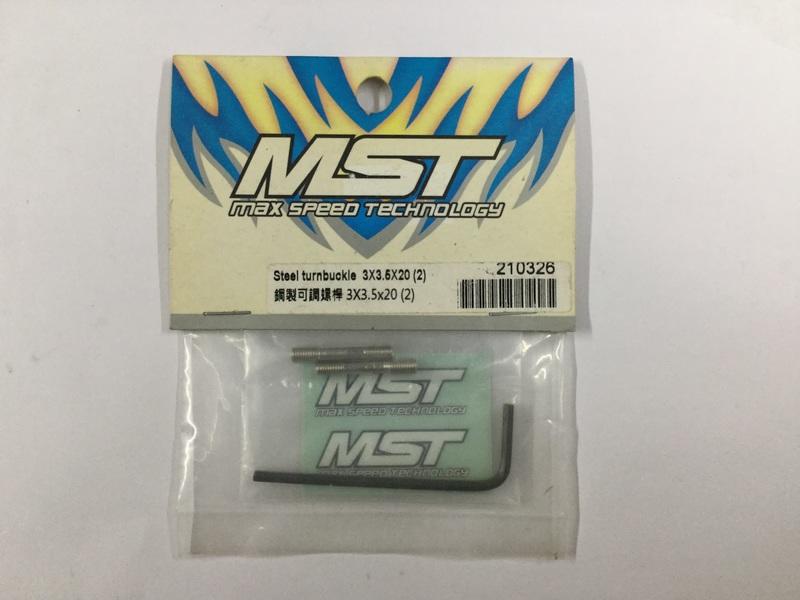 MST
MAX SPEED TECHNOLOGY
Steel turnbuckle 3X3.5X20 (2)
210326
鋼製可調螺桿 3X3.5x20 (2)
MST
MAX SPEED TECHNOLOGY
MST
MAX SPEED TECHNOLOGY